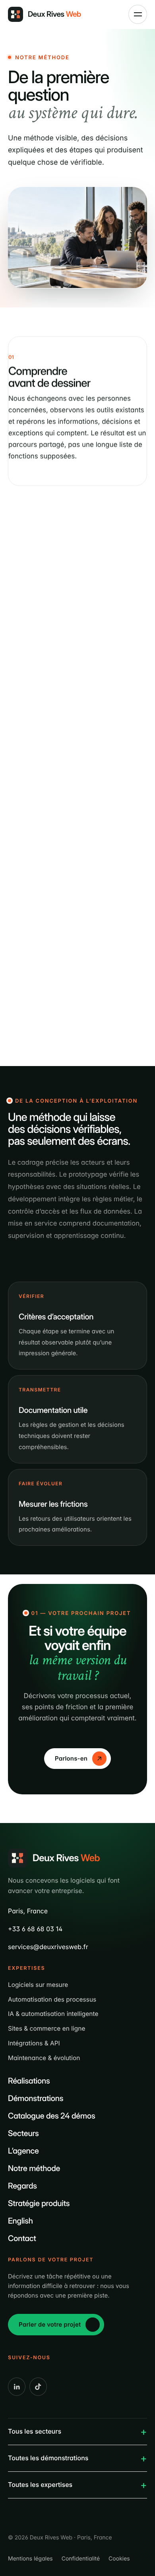 Deux Rives Web
NOTRE MÉTHODE
De la première
question
au système qui dure.
Une méthode visible, des décisions
expliquées et des étapes qui produisent
quelque chose de vérifiable.
01
Comprendre
avant de dessiner
Nous échangeons avec les personnes
concernées, observons les outils existants
et repérons les informations, décisions et
exceptions qui comptent. Le résultat est un
parcours partagé, pas une longue liste de
fonctions supposées.
DE LA CONCEPTION À L'EXPLOITATION
Une méthode qui laisse
des décisions vérifiables,
pas seulement des écrans.
Le cadrage précise les acteurs et leurs
responsabilités. Le prototypage vérifie les
hypothèses avec des situations réelles. Le
développement intègre les règles métier, le
contrôle d'accès et les flux de données. La
mise en service comprend documentation,
supervision et apprentissage continu.
VÉRIFIER
Critères d'acceptation
Chaque étape se termine avec un
résultat observable plutôt qu'une
impression générale.
TRANSMETTRE
Documentation utile
Les règles de gestion et les décisions
techniques doivent rester
compréhensibles.
FAIRE ÉVOLUER
Mesurer les frictions
Les retours des utilisateurs orientent les
prochaines améliorations.
01 — VOTRE PROCHAIN PROJET
Et si votre équipe
voyait enfin
la même version du
travail ?
Décrivons votre processus actuel,
ses points de friction et la première
amélioration qui compterait vraiment.
Parlons-en
Deux Rives Web
Nous concevons les logiciels qui font
avancer votre entreprise.
Paris, France
+33 6 68 68 03 14
services@deuxrivesweb.fr
EXPERTISES
Logiciels sur mesure
Automatisation des processus
IA & automatisation intelligente
Sites & commerce en ligne
Intégrations & API
Maintenance & évolution
Réalisations
Démonstrations
Catalogue des 24 démos
Secteurs
L'agence
Notre méthode
Regards
Stratégie produits
English
Contact
PARLONS DE VOTRE PROJET
Décrivez une tâche répétitive ou une
information difficile à retrouver : nous vous
répondons avec une première piste.
Parler de votre projet
SUIVEZ-NOUS
in
Tous les secteurs
Toutes les démonstrations
Toutes les expertises
© 2026 Deux Rives Web · Paris, France
Mentions légales Confidentialité Cookies